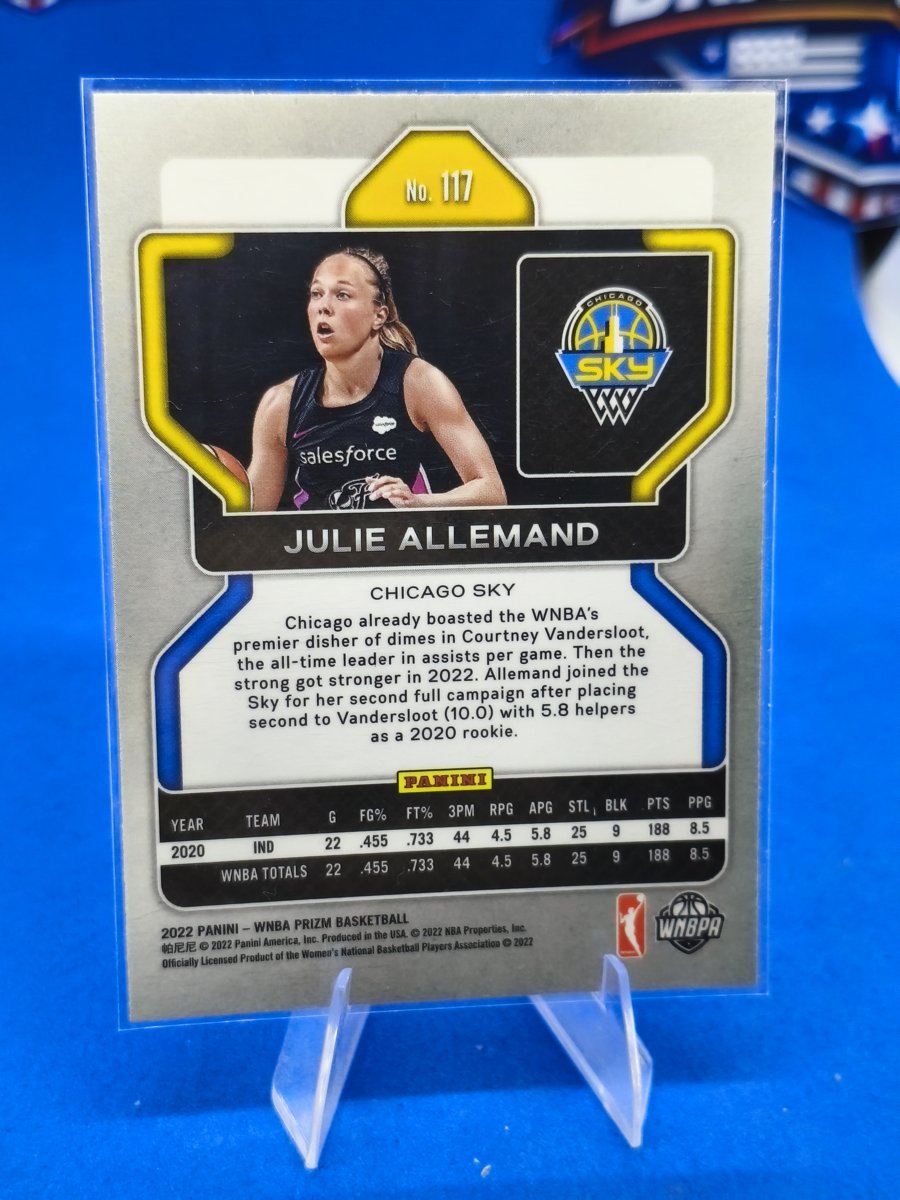 No. 117
CHICAGO
SKY
salesforce
salesforce
JULIE ALLEMAND
CHICAGO SKY
Chicago already boasted the WNBA's
premier disher of dimes in Courtney Vandersloot,
the all-time leader in assists per game. Then the
strong got stronger in 2022. Allemand joined the
Sky for her second full campaign after placing
second to Vandersloot (10.0) with 5.8 helpers
as a 2020 rookie.
PANINI
YEAR TEAM G FG% FT% 3PM RPG APG STL BLK PTS PPG
2020 IND 22 .455 .733 44 4.5 5.8 25 9 188 8.5
WNBA TOTALS 22 .455 .733 44 4.5 5.8 25 9 188 8.5
2022 PANINI – WNBA PRIZM BASKETBALL
帕尼尼 © 2022 Panini America, Inc. Produced in the USA. © 2022 NBA Properties, Inc.
Officially Licensed Product of the Women's National Basketball Players Association © 2022
WNBPA